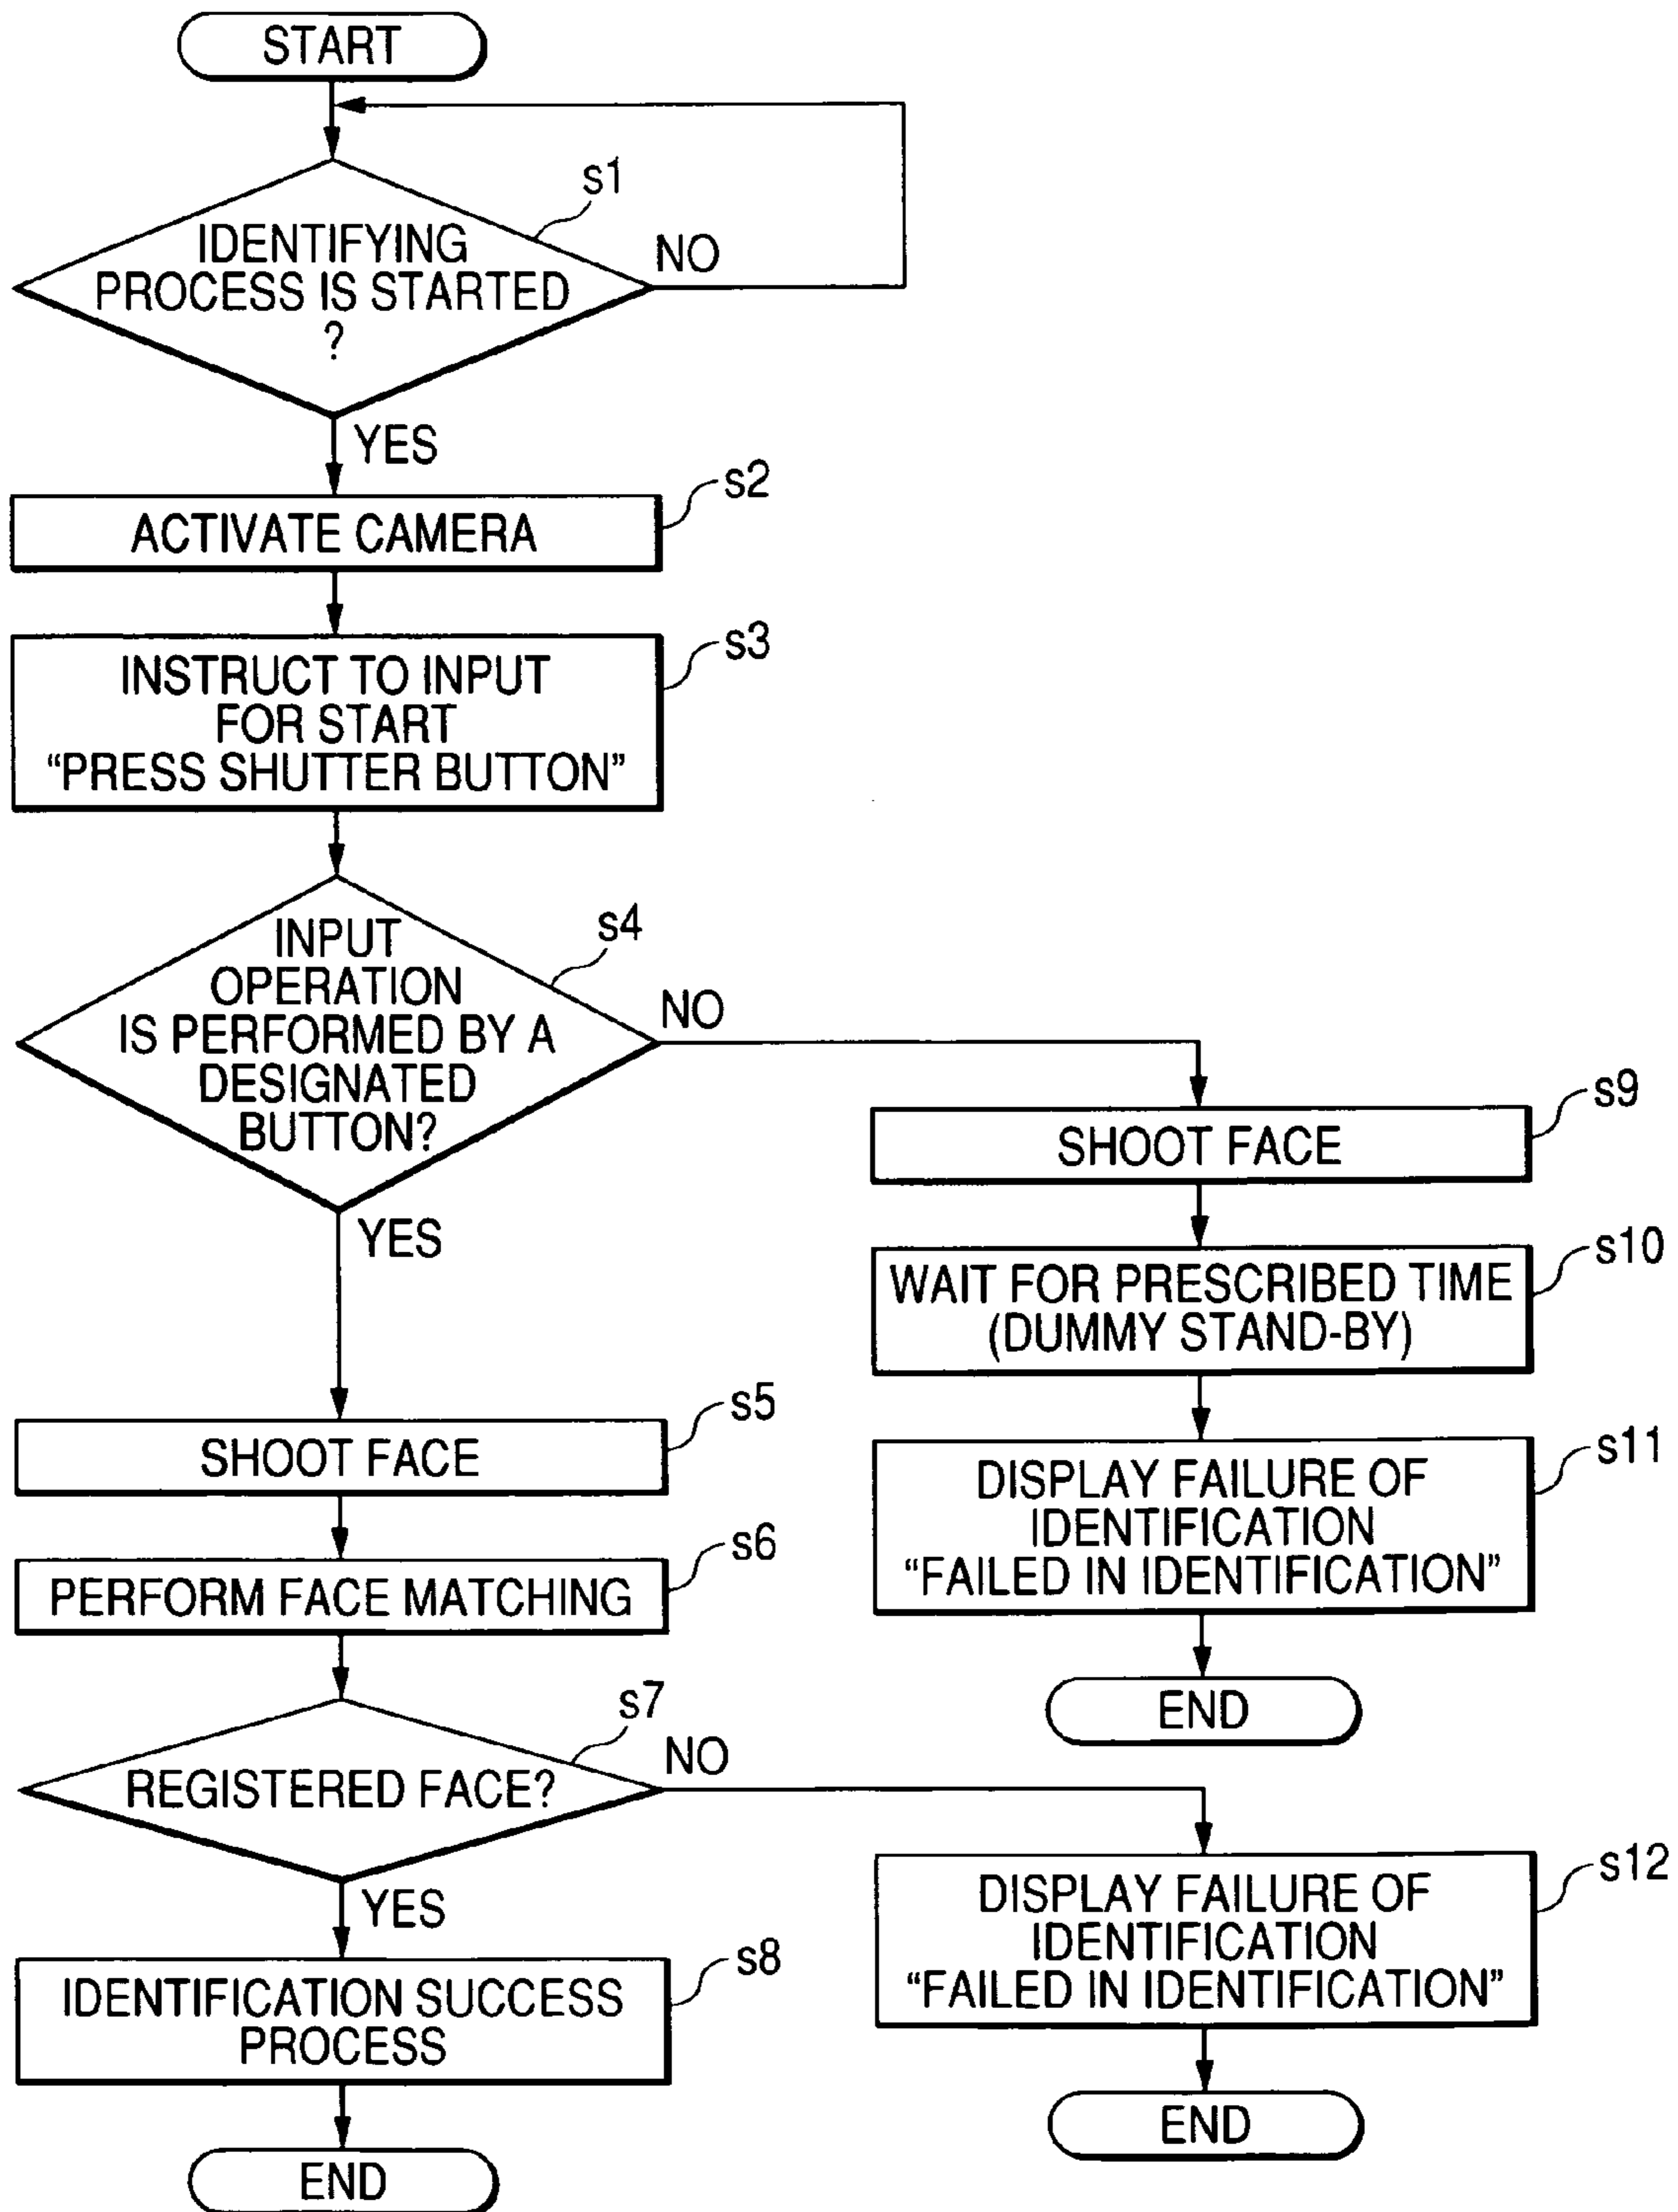 START
s1
IDENTIFYING
PROCESS IS STARTED
?
NO
YES
s2
ACTIVATE CAMERA
s3
INSTRUCT TO INPUT
FOR START
“PRESS SHUTTER BUTTON”
s4
INPUT
OPERATION
IS PERFORMED BY A
DESIGNATED
BUTTON?
NO
YES
s9
SHOOT FACE
s10
WAIT FOR PRESCRIBED TIME
(DUMMY STAND-BY)
s11
DISPLAY FAILURE OF
IDENTIFICATION
“FAILED IN IDENTIFICATION”
END
s5
SHOOT FACE
s6
PERFORM FACE MATCHING
s7
REGISTERED FACE?
NO
YES
s12
DISPLAY FAILURE OF
IDENTIFICATION
“FAILED IN IDENTIFICATION”
END
s8
IDENTIFICATION SUCCESS
PROCESS
END